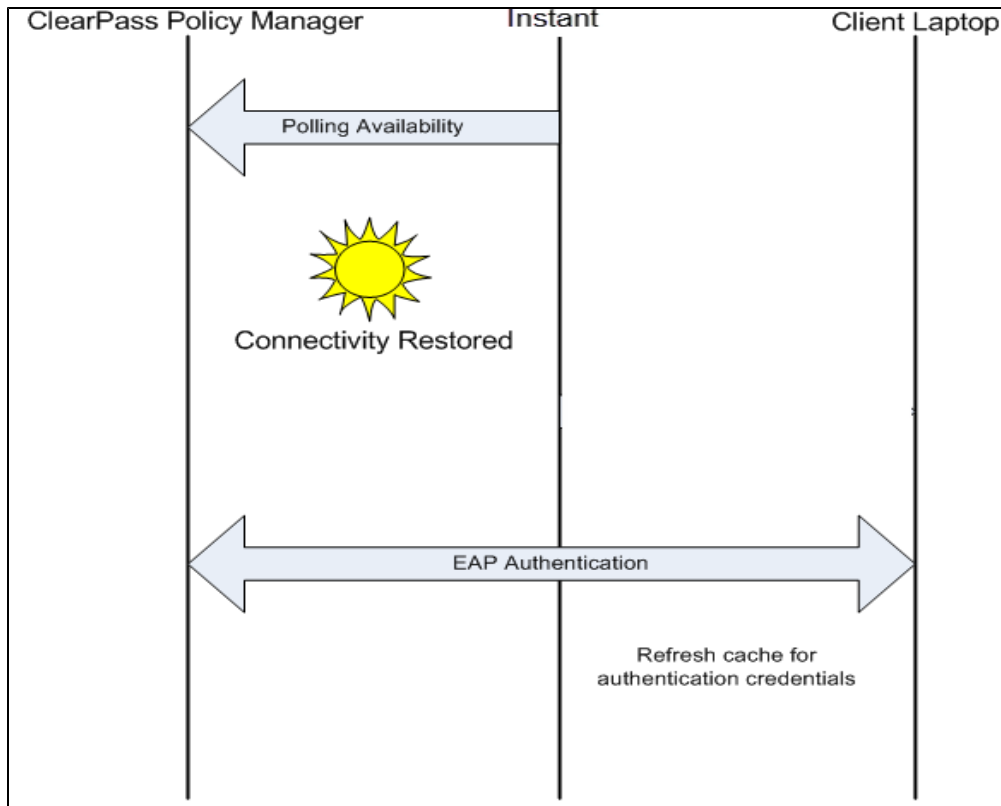 ClearPass Policy Manager
Instant
Client Laptop
Polling Availability
Connectivity Restored
EAP Authentication
Refresh cache for
authentication credentials